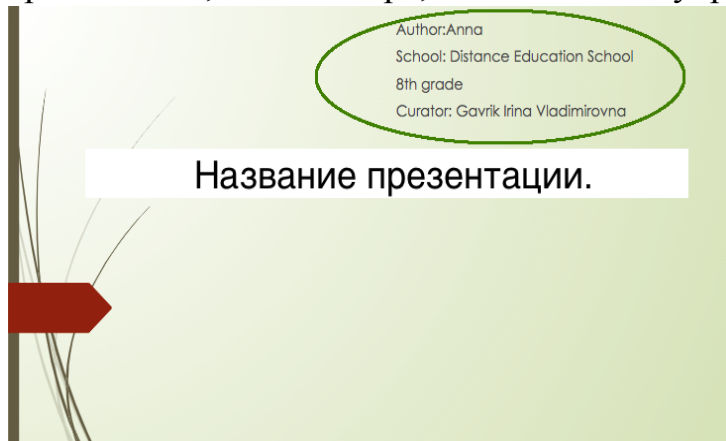 Author:Anna
School: Distance Education School
8th grade
Curator: Gavrik Irina Vladimirovna
Название презентации.